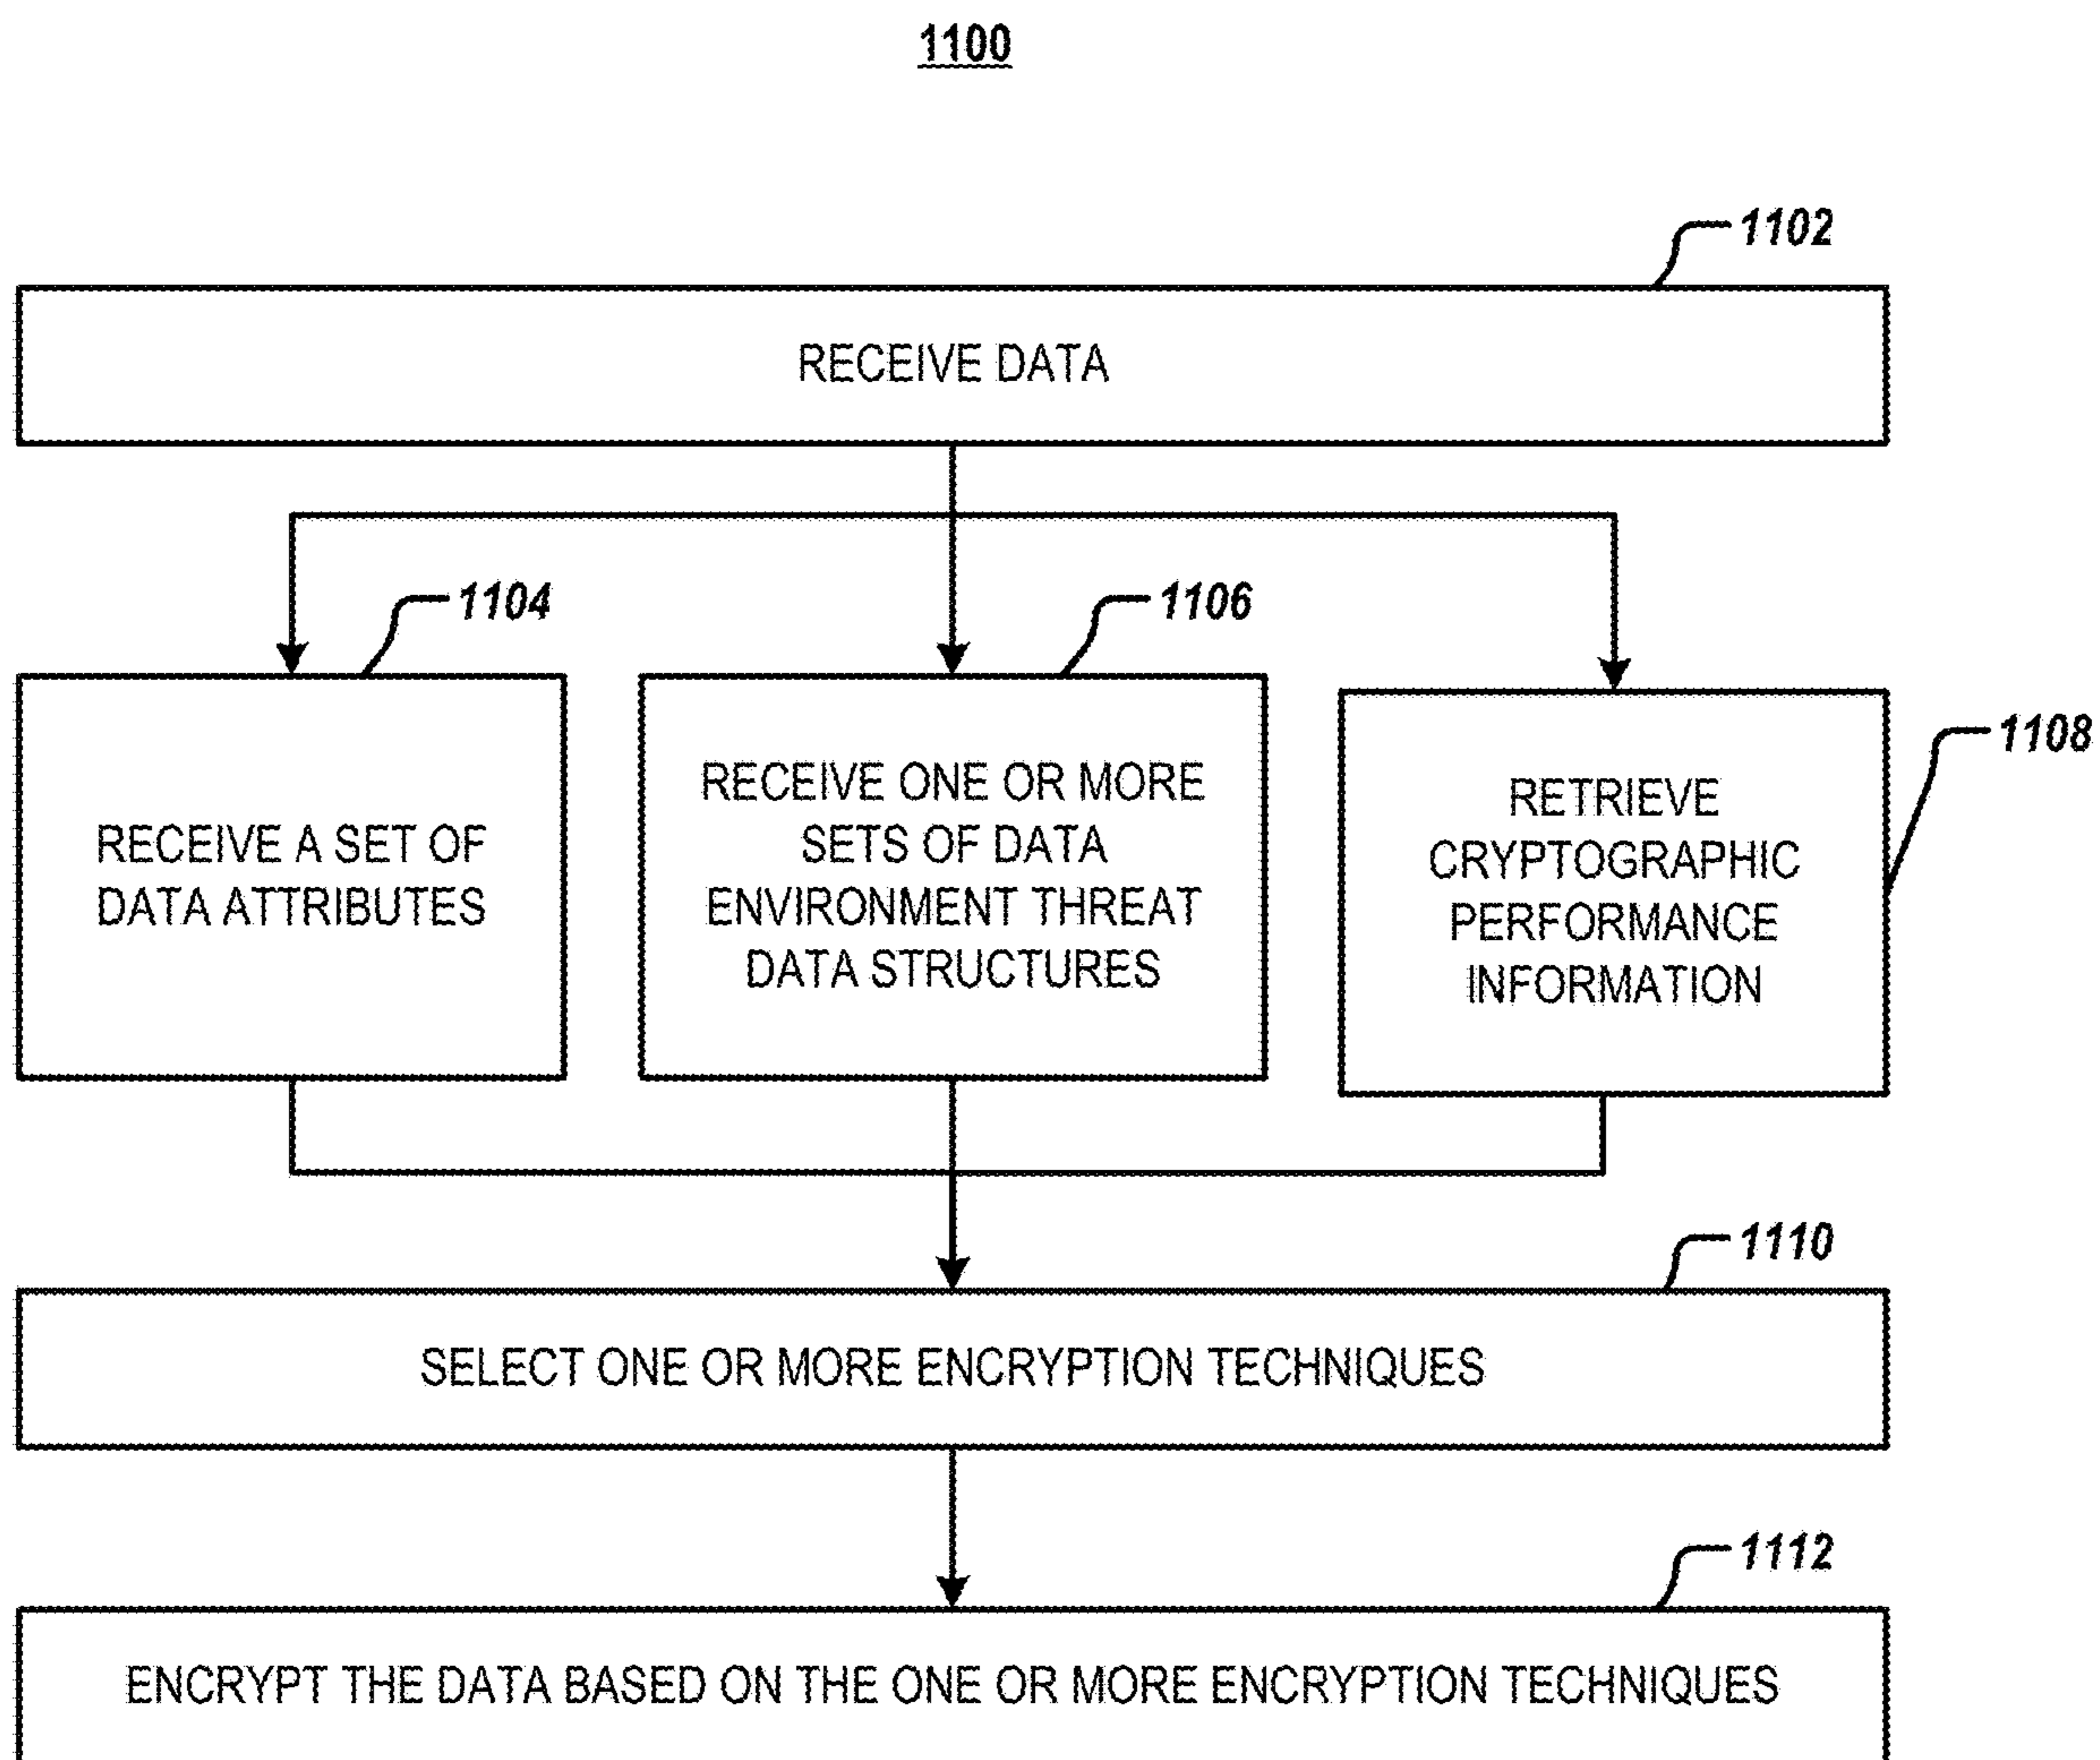 1100
1102
RECEIVE DATA
1104
1106
1108
RECEIVE A SET OF
DATA ATTRIBUTES
RECEIVE ONE OR MORE
SETS OF DATA
ENVIRONMENT THREAT
DATA STRUCTURES
RETRIEVE
CRYPTOGRAPHIC
PERFORMANCE
INFORMATION
1110
SELECT ONE OR MORE ENCRYPTION TECHNIQUES
1112
ENCRYPT THE DATA BASED ON THE ONE OR MORE ENCRYPTION TECHNIQUES